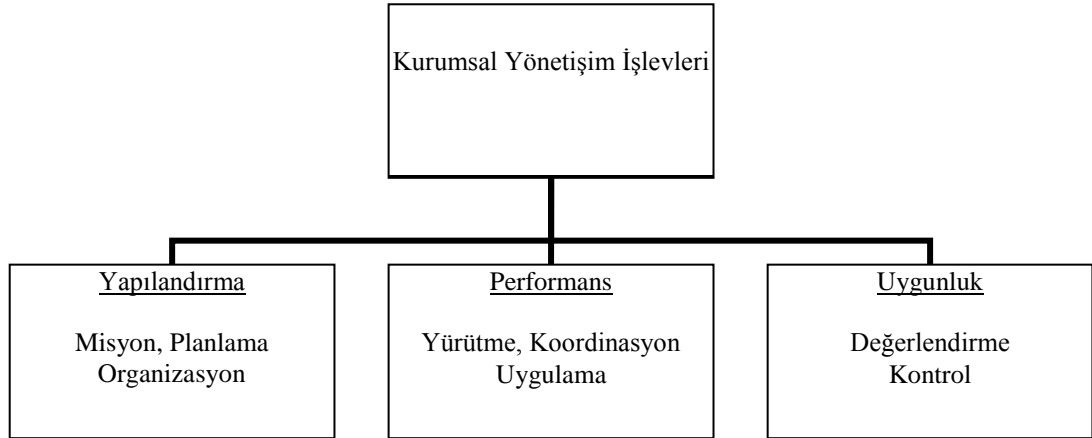 Kurumsal Yönetişim İşlevleri
Yapılandırma
Misyon, Planlama
Organizasyon
Performans
Yürütme, Koordinasyon
Uygulama
Uygunluk
Değerlendirme
Kontrol